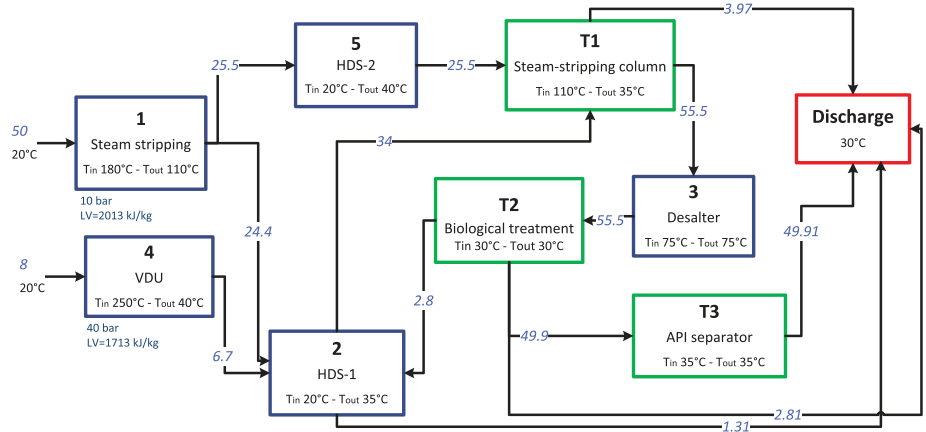 3.97
5
HDS-2
Tin 20°C - Tout 40°C
T1
Steam-stripping column
Tin 110°C - Tout 35°C
25.5
25.5
55.5
Discharge
30°C
50
20°C
1
Steam stripping
Tin 180°C - Tout 110°C
10 bar
LV=2013 kJ/kg
34
T2
Biological treatment
Tin 30°C - Tout 30°C
55.5
3
Desalter
Tin 75°C - Tout 75°C
49.91
24.4
8
20°C
4
VDU
Tin 250°C - Tout 40°C
40 bar
LV=1713 kJ/kg
6.7
2.8
49.9
T3
API separator
Tin 35°C - Tout 35°C
2
HDS-1
Tin 20°C - Tout 35°C
2.81
1.31